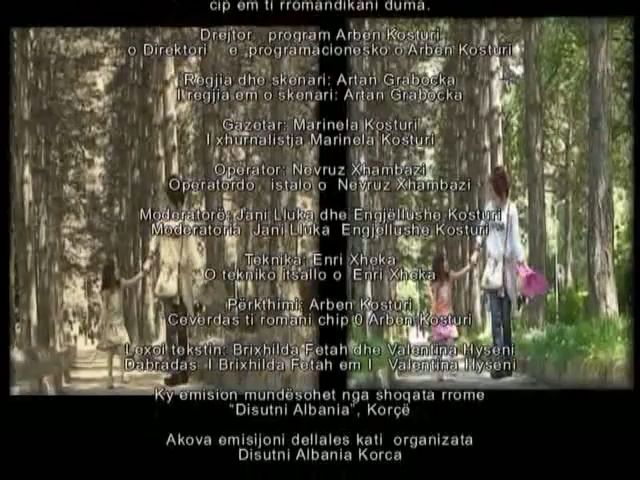 cip em ti rromandikani duma.
Drejtor program Arben Kosturi
o Direktori e programacionesko o Arben Kosturi
Regjia dhe skenari: Artan Grabocka
I regjia em o skenari: Artan Grabocka
Gazetar: Marinela Kosturi
I xhurnalistja Marinela Kosturi
Operator: Nevruz Xhambazi
Operatordo istalo o Nevruz Xhambazi
Moderatorë: Jani Lluka dhe Engjëllushe Kosturi
Moderatoria Jani Lluka Engjellushe Kosturi
Teknika: Enri Xheka
O tekniko itsallo o Enri Xheka
Përkthimi: Arben Kosturi
Ceverdas ti romani chip 0 Arben Kosturi
Lexoi tekstin: Brixhilda Fetah dhe Valentina Hyseni
Dabradas I Brixhilda Fetah em I Valentina Hyseni
Ky emision mundësohet nga shoqata rrome
“Disutni Albania”, Korçë
Akova emisijoni dellales kati organizata
Disutni Albania Korca